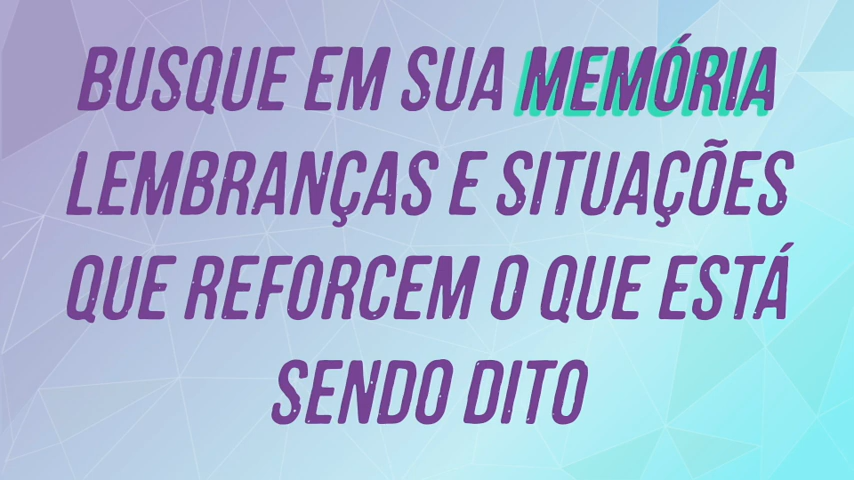 BUSQUE EM SUA MEMÓRIA
LEMBRANÇAS E SITUAÇÕES
QUE REFORCEM O QUE ESTÁ
SENDO DITO